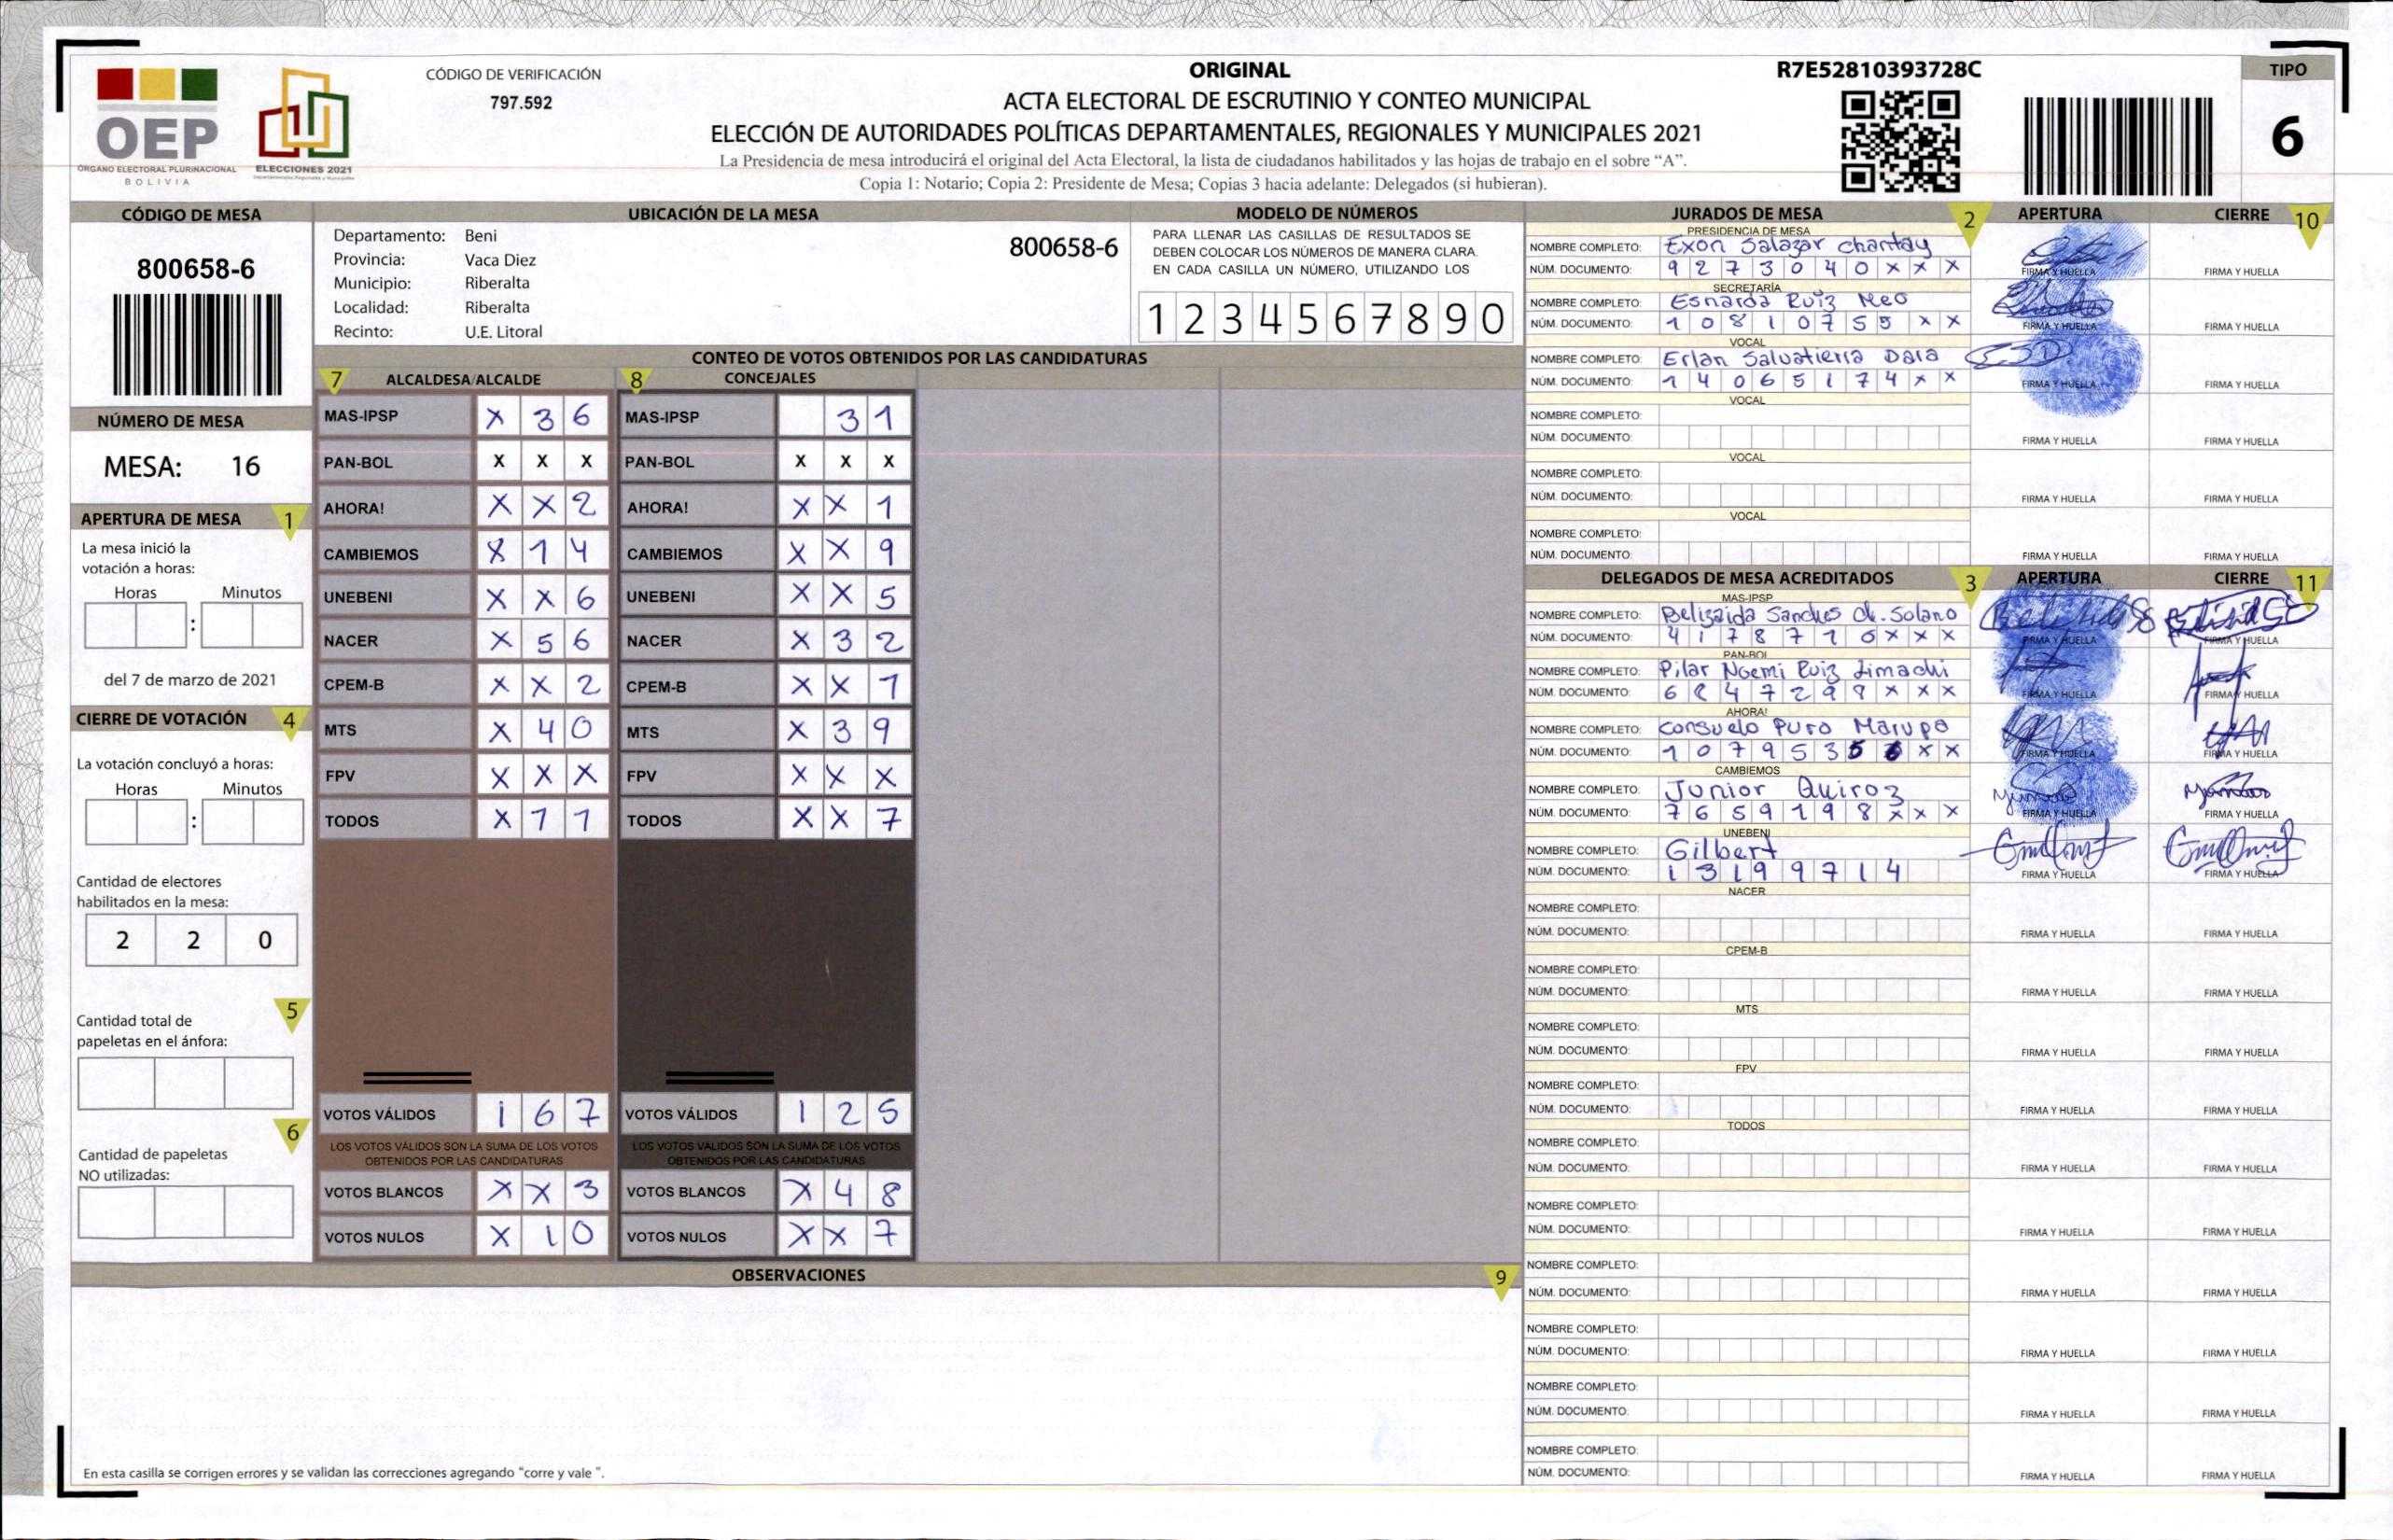 CÓDIGO DE VERIFICACIÓN
797.592
ORIGINAL
ACTA ELECTORAL DE ESCRUTINIO Y CONTEO MUNICIPAL
ELECCIÓN DE AUTORIDADES POLÍTICAS DEPARTAMENTALES, REGIONALES Y MUNICIPALES 2021
La Presidencia de mesa introducirá el original del Acta Electoral, la lista de ciudadanos habilitados y las hojas de trabajo en el sobre “A”.
Copia 1: Notario; Copia 2: Presidente de Mesa; Copias 3 hacia adelante: Delegados (si hubieran).
R7E52810393728C
TIPO
6
OEP
ÓRGANO ELECTORAL PLURINACIONAL
BOLIVIA
ELECCIONES 2021
CÓDIGO DE MESA
800658-6
NÚMERO DE MESA
MESA: 16
APERTURA DE MESA 1
La mesa inició la
votación a horas:
Horas Minutos
:
del 7 de marzo de 2021
CIERRE DE VOTACIÓN 4
La votación concluyó a horas:
Horas Minutos
:
Cantidad de electores
habilitados en la mesa:
2 2 0
5
Cantidad total de
papeletas en el ánfora:
6
Cantidad de papeletas
NO utilizadas:
UBICACIÓN DE LA MESA
Departamento: Beni
Provincia: Vaca Diez
Municipio: Riberalta
Localidad: Riberalta
Recinto: U.E. Litoral
800658-6
MODELO DE NÚMEROS
PARA LLENAR LAS CASILLAS DE RESULTADOS SE
DEBEN COLOCAR LOS NÚMEROS DE MANERA CLARA.
EN CADA CASILLA UN NÚMERO, UTILIZANDO LOS
1 2 3 4 5 6 7 8 9 0
CONTEO DE VOTOS OBTENIDOS POR LAS CANDIDATURAS
7 ALCALDESA/ALCALDE 8 CONCEJALES
MAS-IPSP X 3 6 MAS-IPSP 3 1
PAN-BOL X X X PAN-BOL X X X
AHORA! X X 2 AHORA! X X 1
CAMBIEMOS X 1 4 CAMBIEMOS X X 9
UNEBENI X X 6 UNEBENI X X 5
NACER X 5 6 NACER X 3 2
CPEM-B X X 2 CPEM-B X X 1
MTS X 4 0 MTS X 3 9
FPV X X X FPV X X X
TODOS X 1 1 TODOS X X 7
VOTOS VÁLIDOS 1 6 7 VOTOS VÁLIDOS 1 2 5
LOS VOTOS VÁLIDOS SON LA SUMA DE LOS VOTOS LOS VOTOS VÁLIDOS SON LA SUMA DE LOS VOTOS
OBTENIDOS POR LAS CANDIDATURAS OBTENIDOS POR LAS CANDIDATURAS
VOTOS BLANCOS X X 3 VOTOS BLANCOS X 4 8
VOTOS NULOS X 1 0 VOTOS NULOS X X 7
OBSERVACIONES 9
En esta casilla se corrigen errores y se validan las correcciones agregando “corre y vale ”.
JURADOS DE MESA 2 APERTURA CIERRE 10
PRESIDENCIA DE MESA
NOMBRE COMPLETO: Exon Salazar Chantay
NÚM. DOCUMENTO: 9 2 7 3 0 4 0 X X X FIRMA Y HUELLA FIRMA Y HUELLA
SECRETARÍA
NOMBRE COMPLETO: Esnarda Ruiz Meo
NÚM. DOCUMENTO: 1 0 8 1 0 7 5 5 X X FIRMA Y HUELLA FIRMA Y HUELLA
VOCAL
NOMBRE COMPLETO: Erlan Salvatierra Dara
NÚM. DOCUMENTO: 1 4 0 6 5 1 7 4 X X FIRMA Y HUELLA FIRMA Y HUELLA
VOCAL
NOMBRE COMPLETO:
NÚM. DOCUMENTO: FIRMA Y HUELLA FIRMA Y HUELLA
VOCAL
NOMBRE COMPLETO:
NÚM. DOCUMENTO: FIRMA Y HUELLA FIRMA Y HUELLA
VOCAL
NOMBRE COMPLETO:
NÚM. DOCUMENTO: FIRMA Y HUELLA FIRMA Y HUELLA
DELEGADOS DE MESA ACREDITADOS 3 APERTURA CIERRE 11
MAS-IPSP
NOMBRE COMPLETO: Belizaida Sanches Ch. Solano
NÚM. DOCUMENTO: 4 1 7 8 7 1 0 X X X FIRMA Y HUELLA FIRMA Y HUELLA
PAN-BOL
NOMBRE COMPLETO: Pilar Noemi Ruiz Limachi
NÚM. DOCUMENTO: FIRMA Y HUELLA FIRMA Y HUELLA
AHORA!
NOMBRE COMPLETO: Consuelo Puro Marupa
NÚM. DOCUMENTO: FIRMA Y HUELLA FIRMA Y HUELLA
CAMBIEMOS
NOMBRE COMPLETO: Junior Quiroz
NÚM. DOCUMENTO: 7 6 5 9 1 9 8 X X X FIRMA Y HUELLA FIRMA Y HUELLA
UNEBENI
NOMBRE COMPLETO: Gilbert
NÚM. DOCUMENTO: 1 3 1 9 9 7 1 4 FIRMA Y HUELLA FIRMA Y HUELLA
NACER
NOMBRE COMPLETO:
NÚM. DOCUMENTO: FIRMA Y HUELLA FIRMA Y HUELLA
CPEM-B
NOMBRE COMPLETO:
NÚM. DOCUMENTO: FIRMA Y HUELLA FIRMA Y HUELLA
MTS
NOMBRE COMPLETO:
NÚM. DOCUMENTO: FIRMA Y HUELLA FIRMA Y HUELLA
FPV
NOMBRE COMPLETO:
NÚM. DOCUMENTO: FIRMA Y HUELLA FIRMA Y HUELLA
TODOS
NOMBRE COMPLETO:
NÚM. DOCUMENTO: FIRMA Y HUELLA FIRMA Y HUELLA
NOMBRE COMPLETO:
NÚM. DOCUMENTO: FIRMA Y HUELLA FIRMA Y HUELLA
NOMBRE COMPLETO:
NÚM. DOCUMENTO: FIRMA Y HUELLA FIRMA Y HUELLA
NOMBRE COMPLETO:
NÚM. DOCUMENTO: FIRMA Y HUELLA FIRMA Y HUELLA
NOMBRE COMPLETO:
NÚM. DOCUMENTO: FIRMA Y HUELLA FIRMA Y HUELLA
NOMBRE COMPLETO:
NÚM. DOCUMENTO: FIRMA Y HUELLA FIRMA Y HUELLA